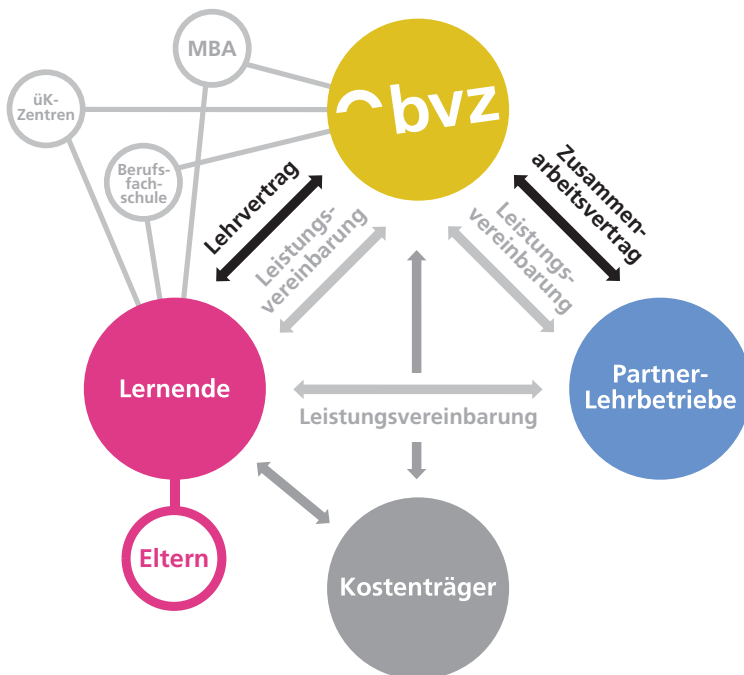 MBA
üK-
Zentren
Berufs-
fach-
schule
bvz
Lehrvertrag
Leistungs-
vereinbarung
Zusammen-
arbeitsvertrag
Leistungs-
vereinbarung
Lernende
Partner-
Lehrbetriebe
Leistungsvereinbarung
Eltern
Kostenträger